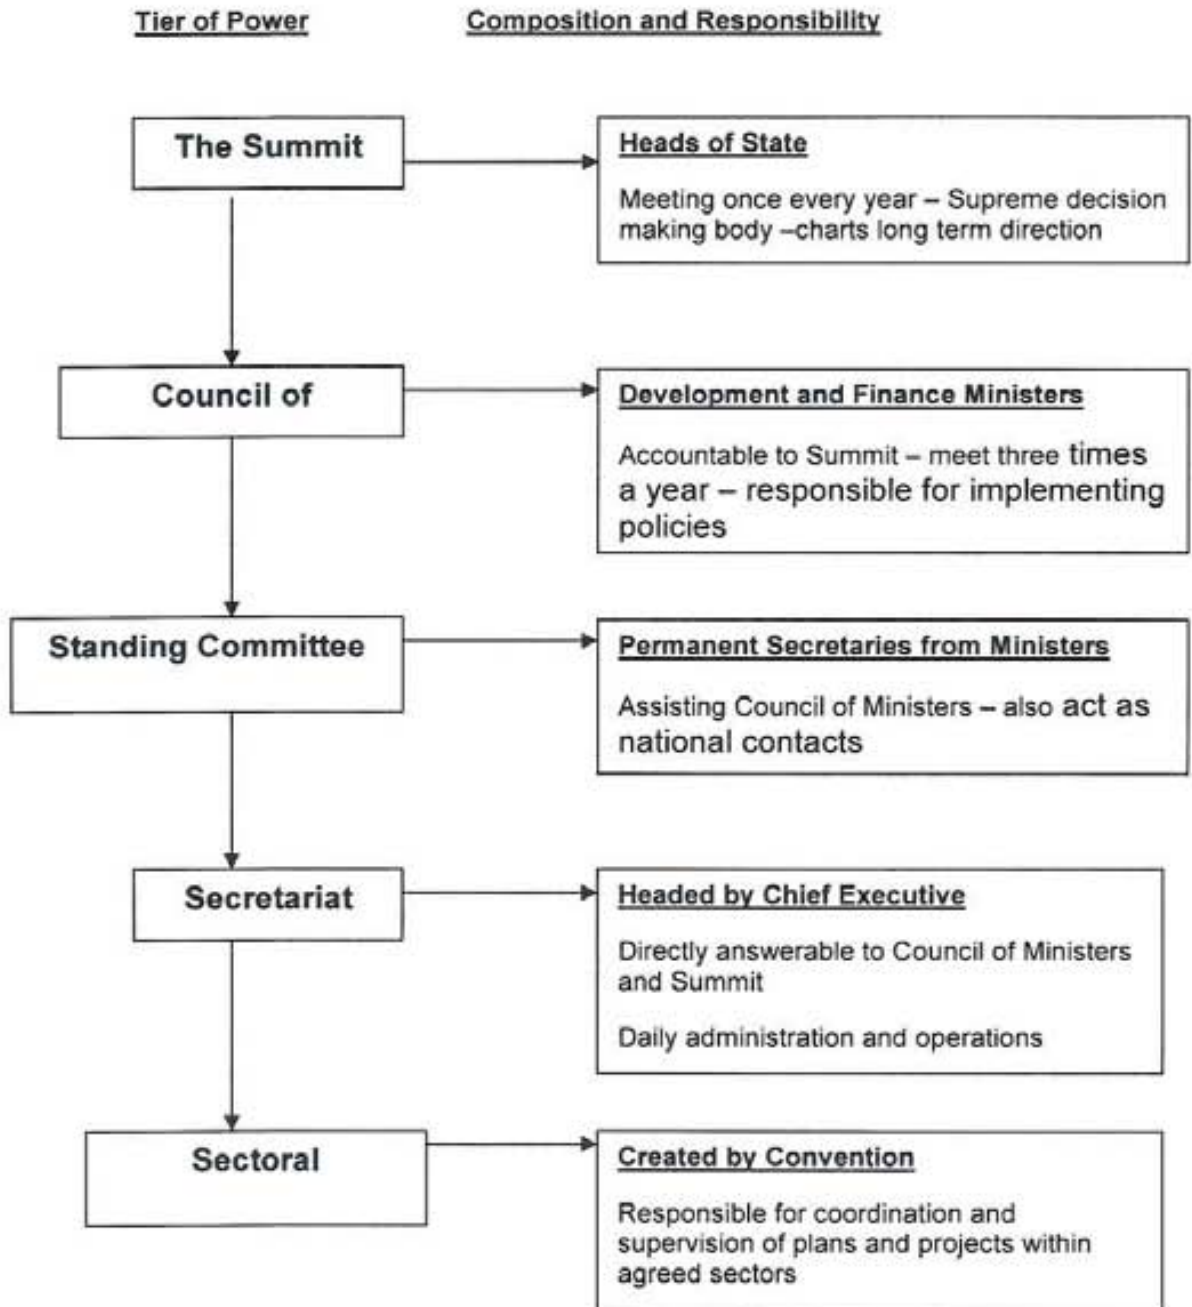 Tier of Power
Composition and Responsibility
The Summit
Heads of State
Meeting once every year – Supreme decision
making body –charts long term direction
Council of
Development and Finance Ministers
Accountable to Summit – meet three times
a year – responsible for implementing
policies
Standing Committee
Permanent Secretaries from Ministers
Assisting Council of Ministers – also act as
national contacts
Secretariat
Headed by Chief Executive
Directly answerable to Council of Ministers
and Summit
Daily administration and operations
Sectoral
Created by Convention
Responsible for coordination and
supervision of plans and projects within
agreed sectors